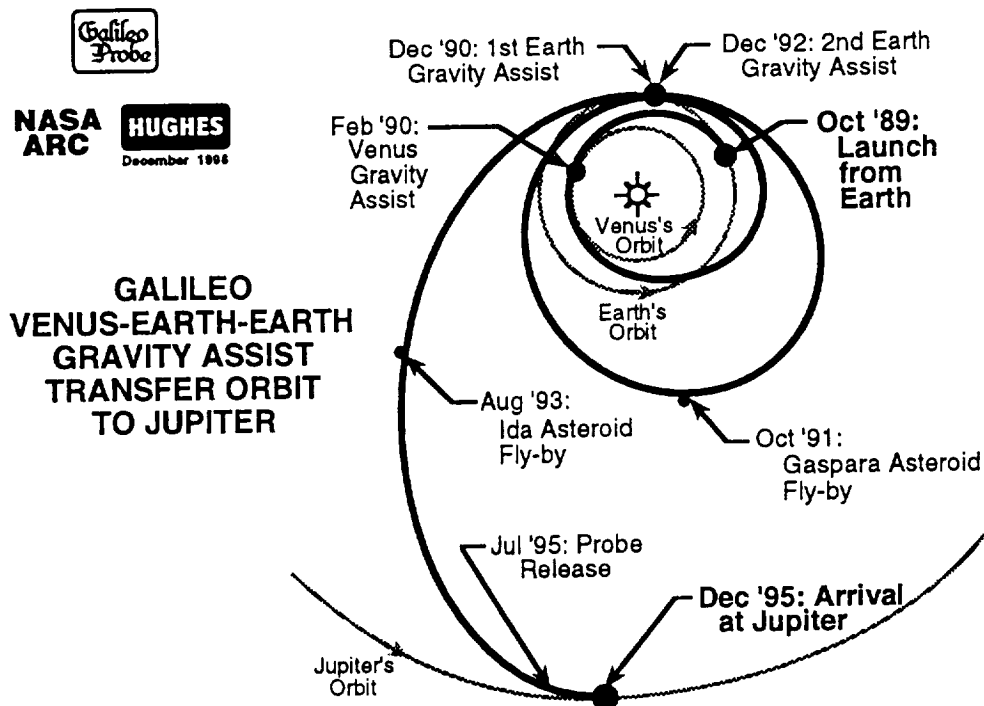 Galileo
Probe
NASA
ARC
HUGHES
December 1996
GALILEO
VENUS-EARTH-EARTH
GRAVITY ASSIST
TRANSFER ORBIT
TO JUPITER
Dec '90: 1st Earth
Gravity Assist
Dec '92: 2nd Earth
Gravity Assist
Feb '90:
Venus
Gravity
Assist
Oct '89:
Launch
from
Earth
Venus's
Orbit
Earth's
Orbit
Aug '93:
Ida Asteroid
Fly-by
Oct '91:
Gaspara Asteroid
Fly-by
Jul '95: Probe
Release
Dec '95: Arrival
at Jupiter
Jupiter's
Orbit